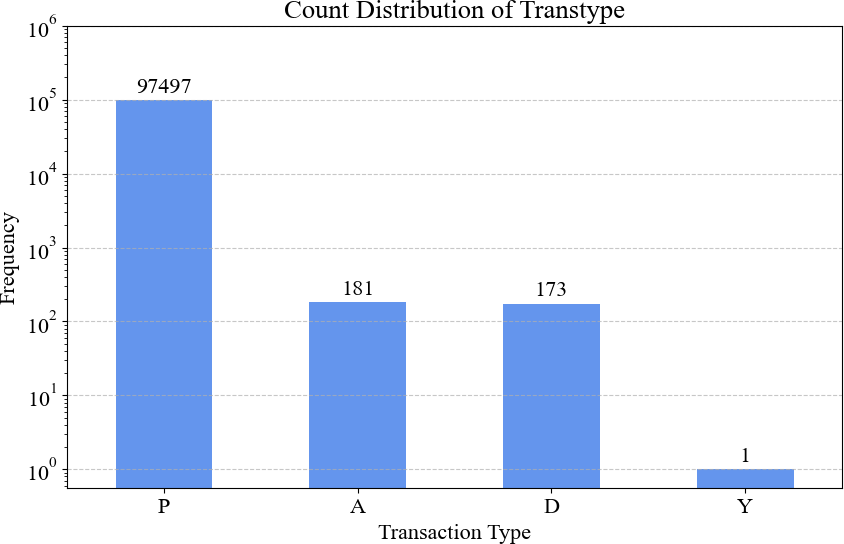 Count Distribution of Transtype
Frequency
10^6
10^5
10^4
10^3
10^2
10^1
10^0
97497
181
173
1
P
A
D
Y
Transaction Type